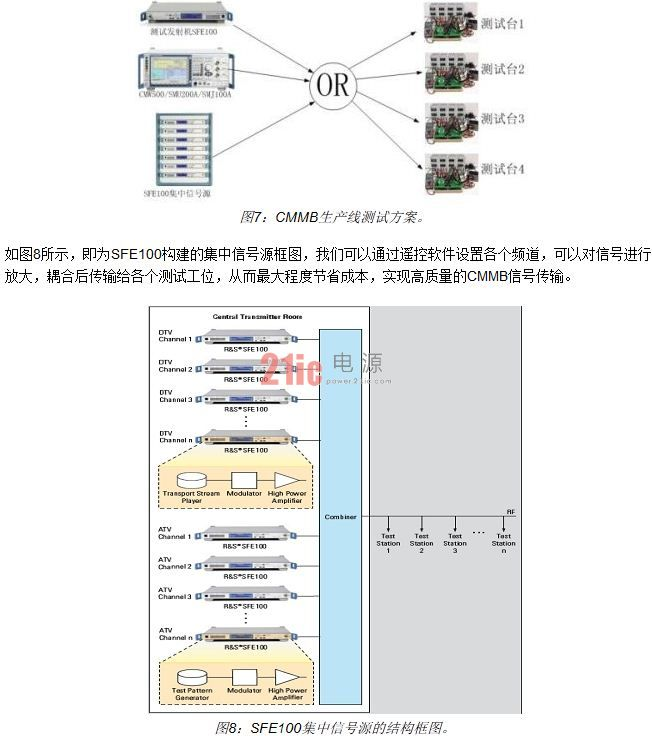 测试发射机SFE100
测试台1
测试台2
CMW500/SMU200A/SMJ100A
OR
测试台3
测试台4
SFE100集中信号源
图7：CMMB生产线测试方案。
如图8所示，即为SFE100构建的集中信号源框图，我们可以通过遥控软件设置各个频道，可以对信号进行
放大，耦合后传输给各个测试工位，从而最大程度节省成本，实现高质量的CMMB信号传输。
Central Transmitter Room
DTV
Channel 1
R&S®SFE100
DTV
Channel 2
R&S®SFE100
21ic电源
power21ic.com
DTV
Channel 3
R&S®SFE100
DTV
Channel n
R&S®SFE100
Transport Stream
Player
Modulator
High Power
Amplifier
Combiner
RF
Test
Station
1
Test
Station
2
Test
Station
3
...
Test
Station
n
ATV
Channel 1
R&S®SFE100
ATV
Channel 2
R&S®SFE100
ATV
Channel 3
R&S®SFE100
ATV
Channel n
R&S®SFE100
Test Pattern
Generator
Modulator
High Power
Amplifier
图8：SFE100集中信号源的结构框图。